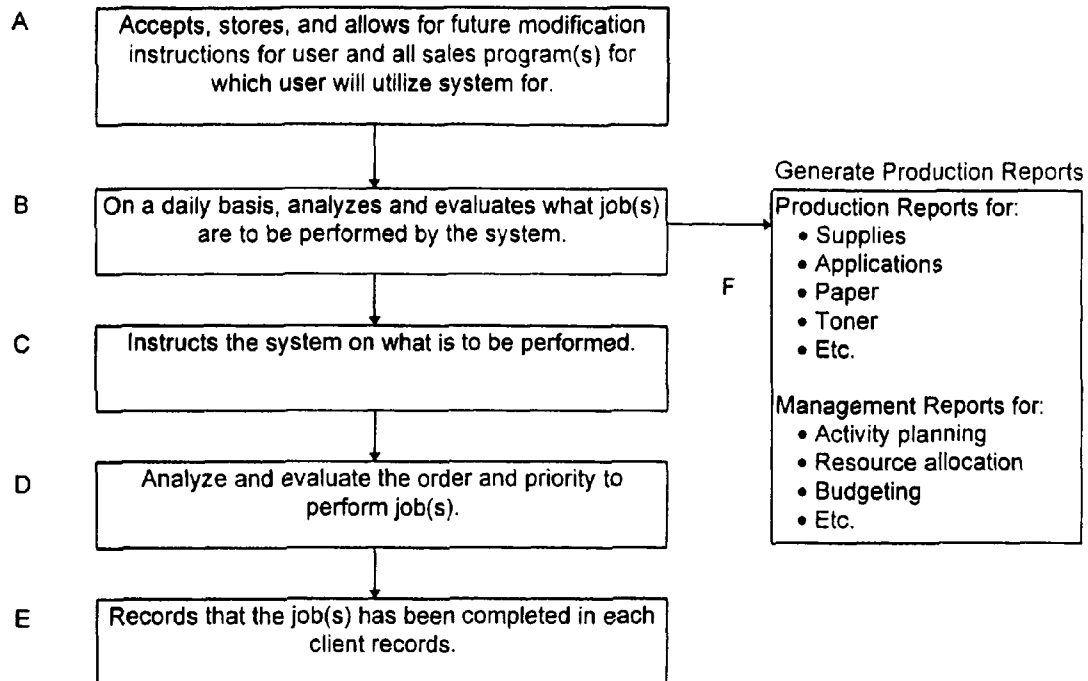 A
Accepts, stores, and allows for future modification
instructions for user and all sales program(s) for
which user will utilize system for.
B
On a daily basis, analyzes and evaluates what job(s)
are to be performed by the system.
C
Instructs the system on what is to be performed.
D
Analyze and evaluate the order and priority to
perform job(s).
E
Records that the job(s) has been completed in each
client records.
F
Generate Production Reports
Production Reports for:
• Supplies
• Applications
• Paper
• Toner
• Etc.
Management Reports for:
• Activity planning
• Resource allocation
• Budgeting
• Etc.